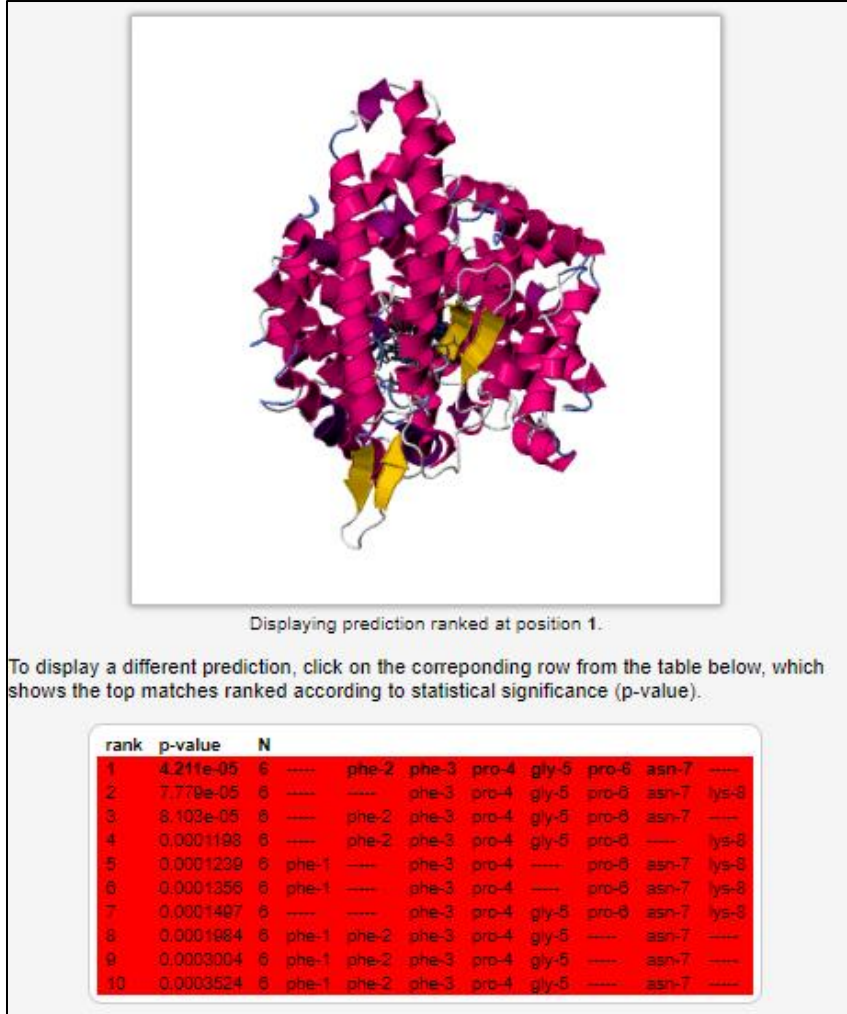 Displaying prediction ranked at position 1.
To display a different prediction, click on the correponding row from the table below, which
shows the top matches ranked according to statistical significance (p-value).
rank p-value N
1 4.211e-05 6 ----- phe-2 phe-3 pro-4 gly-5 pro-6 asn-7 -----
2 7.779e-05 6 ----- ----- phe-3 pro-4 gly-5 pro-6 asn-7 lys-8
3 8.103e-05 6 ----- phe-2 phe-3 pro-4 gly-5 pro-6 asn-7 -----
4 0.0001198 6 ----- phe-2 phe-3 pro-4 gly-5 pro-6 ----- lys-8
5 0.0001239 6 phe-1 ----- phe-3 pro-4 ----- pro-6 asn-7 lys-8
6 0.0001356 6 phe-1 ----- phe-3 pro-4 ----- pro-6 asn-7 lys-8
7 0.0001497 6 ----- ----- phe-3 pro-4 gly-5 pro-6 asn-7 lys-8
8 0.0001984 6 phe-1 phe-2 phe-3 pro-4 gly-5 ----- asn-7 -----
9 0.0003004 6 phe-1 phe-2 phe-3 pro-4 gly-5 ----- asn-7 -----
10 0.0003524 6 phe-1 phe-2 phe-3 pro-4 gly-5 ----- asn-7 -----